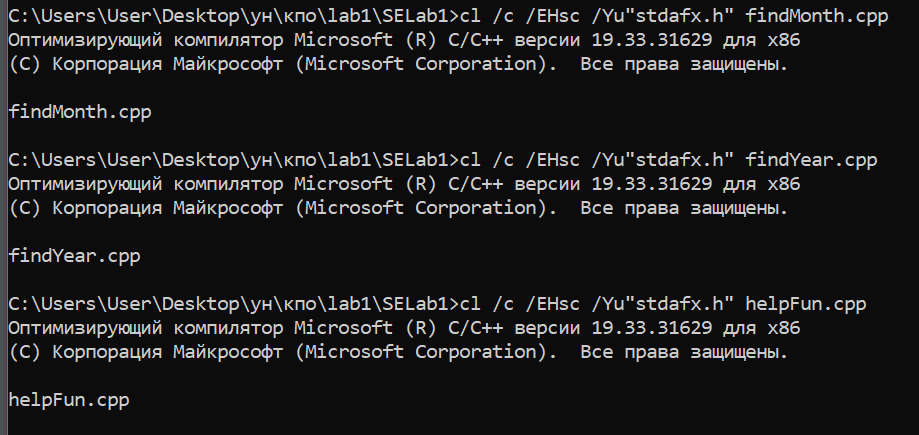 C:\Users\User\Desktop\ун\кпо\lab1\SELab1>cl /c /EHsc /Yu"stdafx.h" findMonth.cpp
Оптимизирующий компилятор Microsoft (R) C/C++ версии 19.33.31629 для x86
(C) Корпорация Майкрософт (Microsoft Corporation).  Все права защищены.
findMonth.cpp
C:\Users\User\Desktop\ун\кпо\lab1\SELab1>cl /c /EHsc /Yu"stdafx.h" findYear.cpp
Оптимизирующий компилятор Microsoft (R) C/C++ версии 19.33.31629 для x86
(C) Корпорация Майкрософт (Microsoft Corporation).  Все права защищены.
findYear.cpp
C:\Users\User\Desktop\ун\кпо\lab1\SELab1>cl /c /EHsc /Yu"stdafx.h" helpFun.cpp
Оптимизирующий компилятор Microsoft (R) C/C++ версии 19.33.31629 для x86
(C) Корпорация Майкрософт (Microsoft Corporation).  Все права защищены.
helpFun.cpp